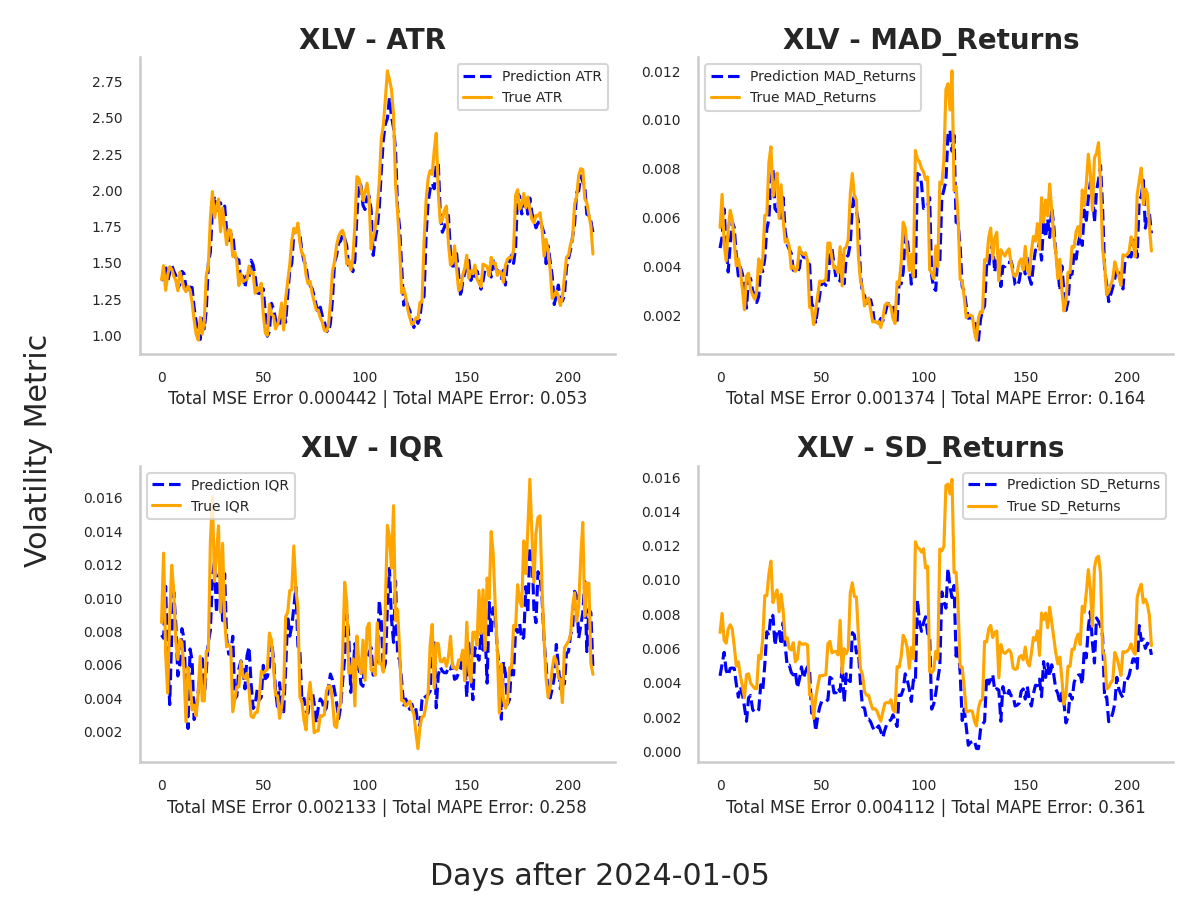 XLV - ATR
2.75
2.50
2.25
2.00
1.75
1.50
1.25
1.00
Prediction ATR
True ATR
0 50 100 150 200
Total MSE Error 0.000442 | Total MAPE Error: 0.053
XLV - MAD_Returns
0.012
0.010
0.008
0.006
0.004
0.002
Prediction MAD_Returns
True MAD_Returns
0 50 100 150 200
Total MSE Error 0.001374 | Total MAPE Error: 0.164
Volatility Metric
XLV - IQR
0.016
0.014
0.012
0.010
0.008
0.006
0.004
0.002
Prediction IQR
True IQR
0 50 100 150 200
Total MSE Error 0.002133 | Total MAPE Error: 0.258
XLV - SD_Returns
0.016
0.014
0.012
0.010
0.008
0.006
0.004
0.002
0.000
Prediction SD_Returns
True SD_Returns
0 50 100 150 200
Total MSE Error 0.004112 | Total MAPE Error: 0.361
Days after 2024-01-05